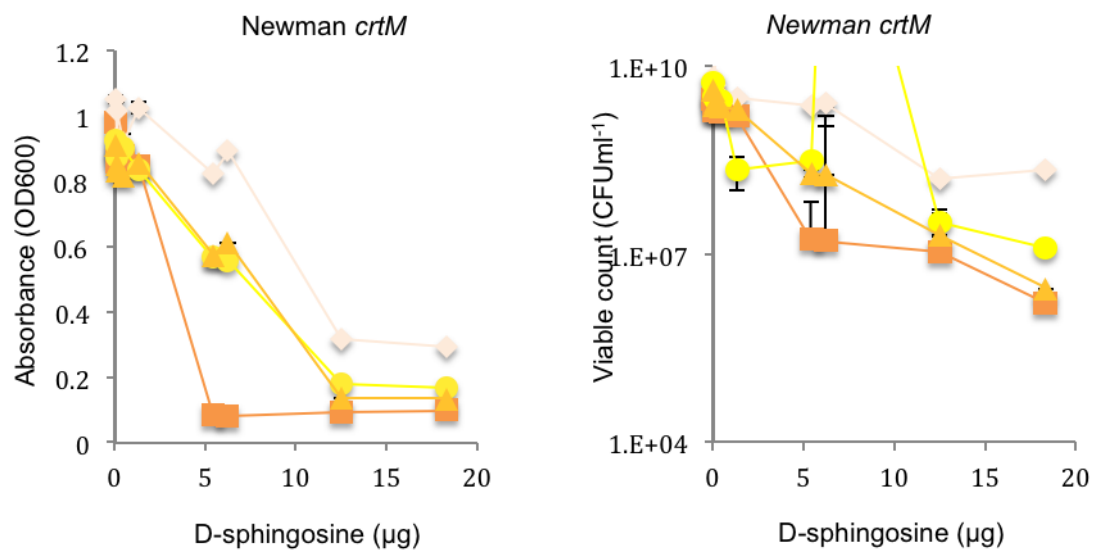 Newman crtM
1.2
1
0.8
0.6
0.4
0.2
0
0 5 10 15 20
Absorbance (OD600)
D-sphingosine (µg)
Newman crtM
1.E+10
1.E+07
1.E+04
0 5 10 15 20
Viable count (CFUml-1)
D-sphingosine (µg)